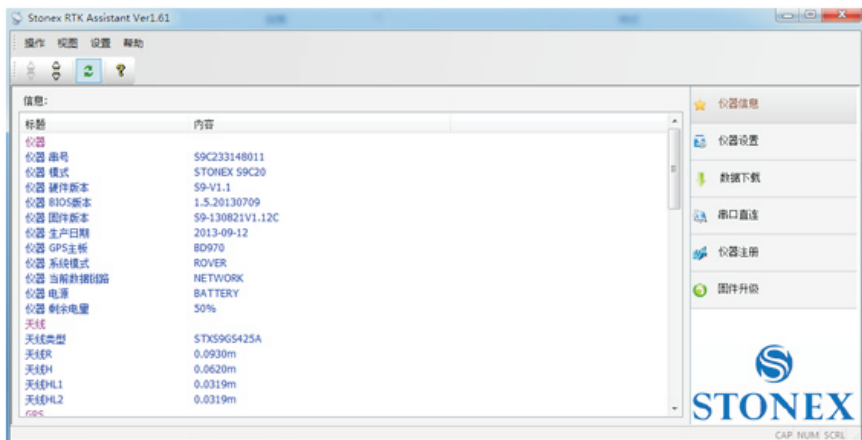 Stonex RTK Assistant Ver1.61
操作 视图 设置 帮助
信息:
标题 内容
仪器
仪器 串号 S9C233148011
仪器 模式 STONEX S9C20
仪器 硬件版本 S9-V1.1
仪器 BIOS版本 1.5.20130709
仪器 固件版本 S9-130821V1.12C
仪器 生产日期 2013-09-12
仪器 GPS主板 BD970
仪器 系统模式 ROVER
仪器 当前数据链路 NETWORK
仪器 电源 BATTERY
仪器 剩余电量 50%
天线
天线类型 STXS9GS425A
天线R 0.0930m
天线H 0.0620m
天线HL1 0.0319m
天线HL2 0.0319m
GPS
仪器信息
仪器设置
数据下载
串口直连
仪器注册
固件升级
STONEX
CAP NUM SCRL